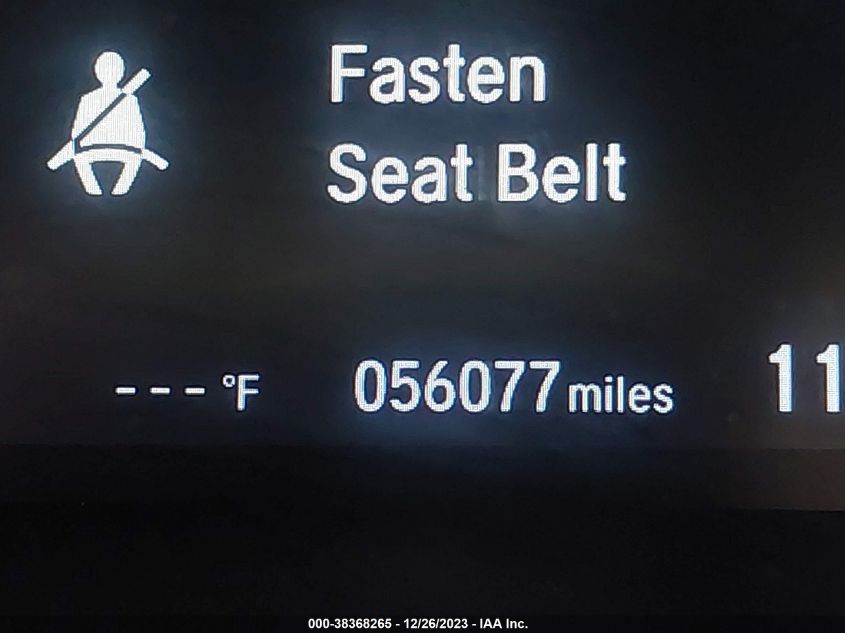 Fasten
Seat Belt
--- °F 056077 miles 11
000-38368265 - 12/26/2023 - IAA Inc.